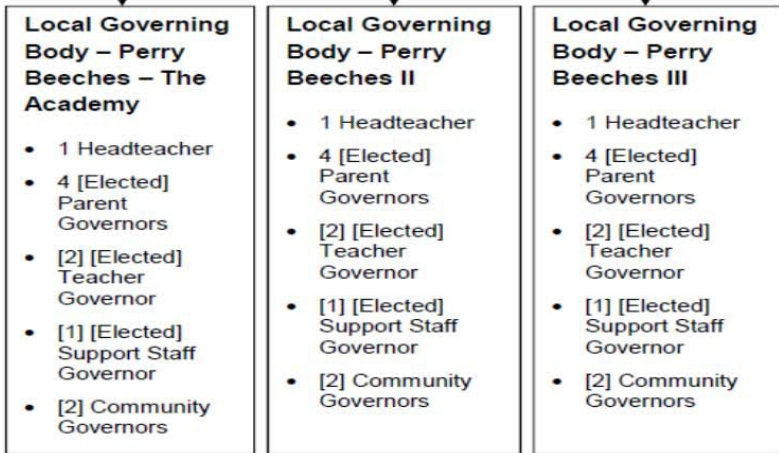 Local Governing
Body – Perry
Beeches – The
Academy
• 1 Headteacher
• 4 [Elected]
Parent
Governors
• [2] [Elected]
Teacher
Governor
• [1] [Elected]
Support Staff
Governor
• [2] Community
Governors
Local Governing
Body – Perry
Beeches II
• 1 Headteacher
• 4 [Elected]
Parent
Governors
• [2] [Elected]
Teacher
Governor
• [1] [Elected]
Support Staff
Governor
• [2] Community
Governors
Local Governing
Body – Perry
Beeches III
• 1 Headteacher
• 4 [Elected]
Parent
Governors
• [2] [Elected]
Teacher
Governor
• [1] [Elected]
Support Staff
Governor
• [2] Community
Governors